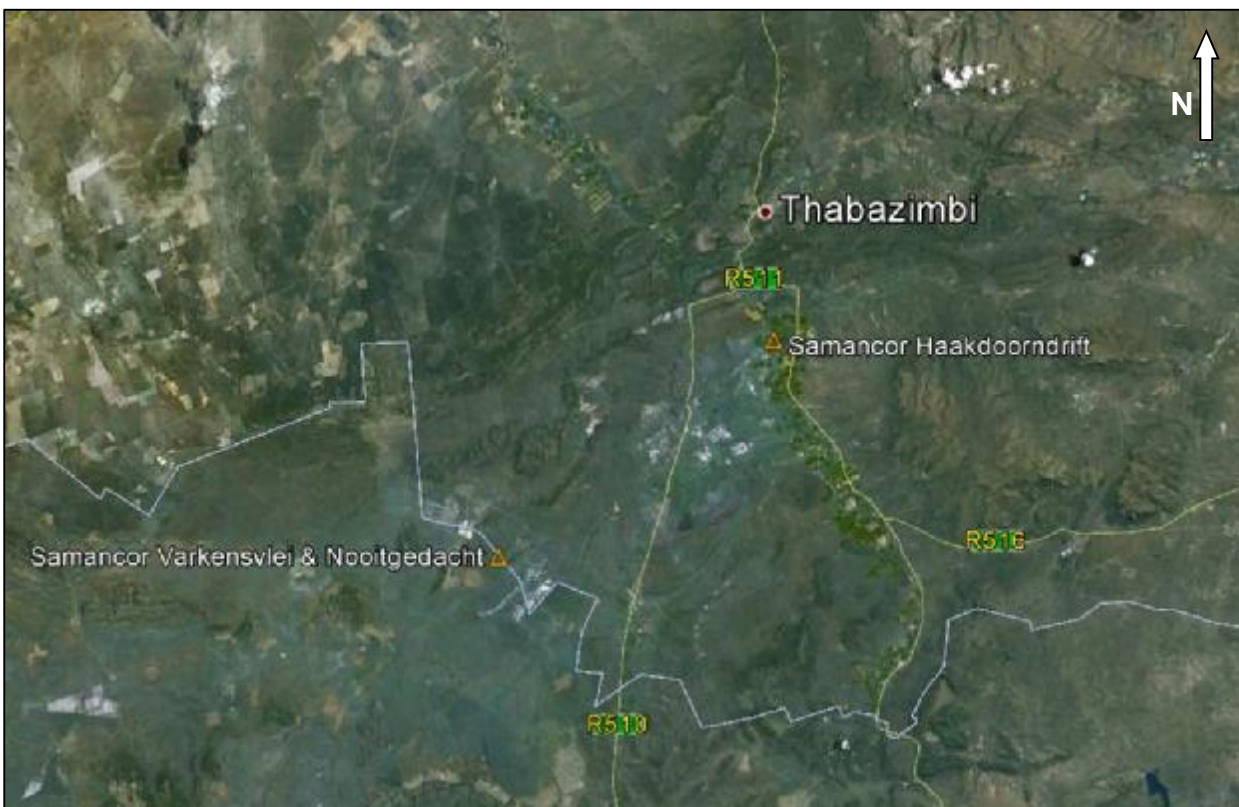 N
Thabazimbi
R511
Samancor Haakdoorndrift
R516
Samancor Varkensvlei & Nooitgedacht
R510